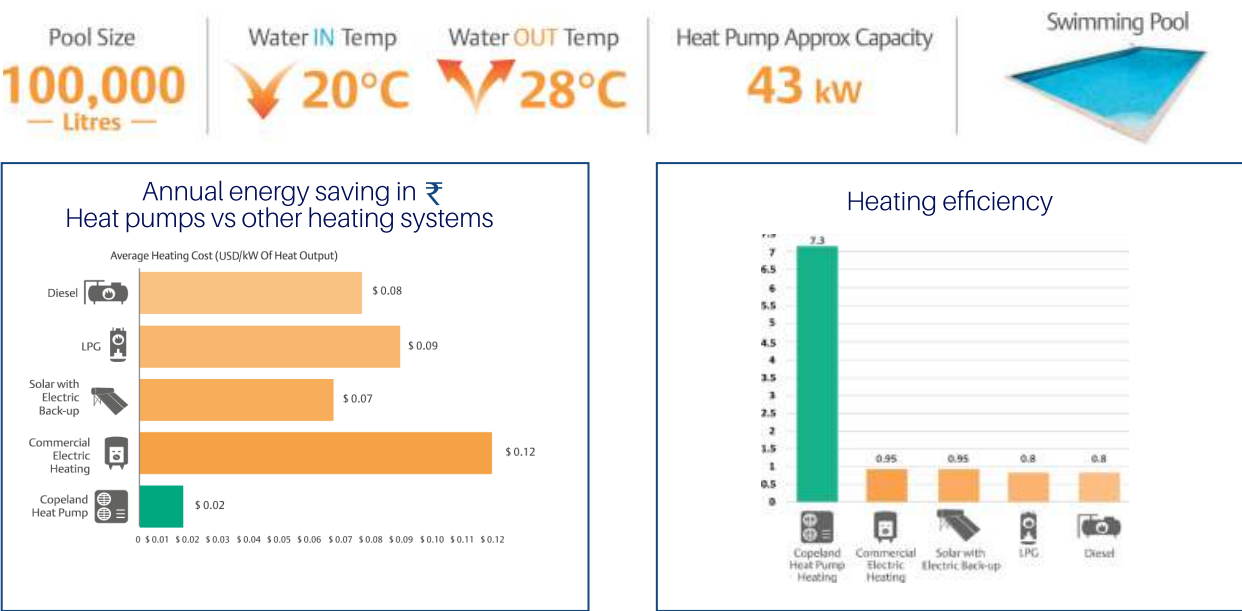 Pool Size
100,000
Litres
Water IN Temp
20°C
Water OUT Temp
28°C
Heat Pump Approx Capacity
43 kW
Swimming Pool
Annual energy saving in ₹
Heat pumps vs other heating systems
Average Heating Cost (USD/kW Of Heat Output)
Diesel
$ 0.08
LPG
$ 0.09
Solar with
Electric
Back-up
$ 0.07
Commercial
Electric
Heating
$ 0.12
Copeland
Heat Pump
$ 0.02
0 $ 0.01 $ 0.02 $ 0.03 $ 0.04 $ 0.05 $ 0.06 $ 0.07 $ 0.08 $ 0.09 $ 0.10 $ 0.11 $ 0.12
Heating efficiency
7.3
7
6.5
6
5.5
5
4.5
4
3.5
3
2.5
2
1.5
1
0.5
0
0.95
0.95
0.8
0.8
Copeland
Heat Pump
Heating
Commercial
Electric
Heating
Solar with
Electric Back-up
LPG
Diesel